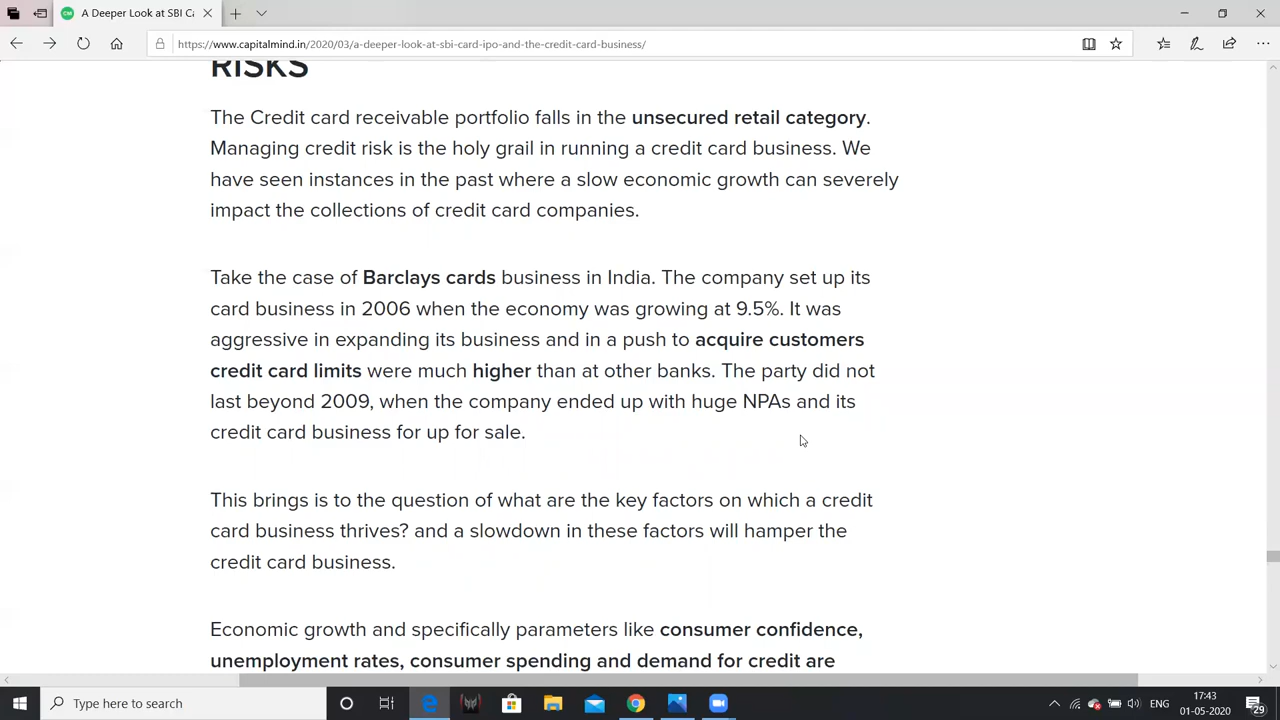 A Deeper Look at SBI Ca
https://www.capitalmind.in/2020/03/a-deeper-look-at-sbi-card-ipo-and-the-credit-card-business/
RISKS
The Credit card receivable portfolio falls in the unsecured retail category.
Managing credit risk is the holy grail in running a credit card business. We
have seen instances in the past where a slow economic growth can severely
impact the collections of credit card companies.
Take the case of Barclays cards business in India. The company set up its
card business in 2006 when the economy was growing at 9.5%. It was
aggressive in expanding its business and in a push to acquire customers
credit card limits were much higher than at other banks. The party did not
last beyond 2009, when the company ended up with huge NPAs and its
credit card business for up for sale.
This brings is to the question of what are the key factors on which a credit
card business thrives? and a slowdown in these factors will hamper the
credit card business.
Economic growth and specifically parameters like consumer confidence,
unemployment rates, consumer spending and demand for credit are
Type here to search
ENG
17:43
01-05-2020
29